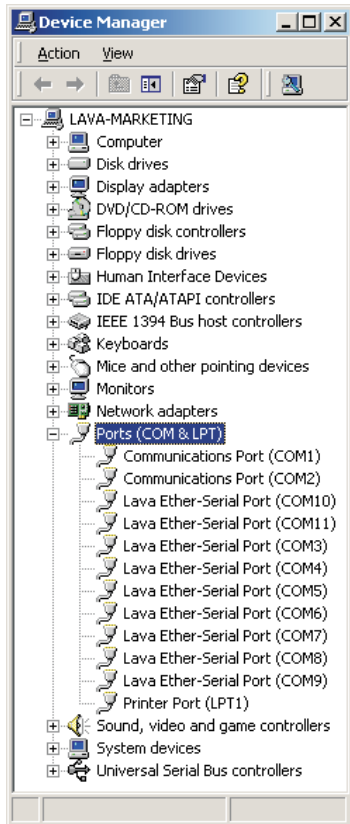 Device Manager
Action View
LAVA-MARKETING
Computer
Disk drives
Display adapters
DVD/CD-ROM drives
Floppy disk controllers
Floppy disk drives
Human Interface Devices
IDE ATA/ATAPI controllers
IEEE 1394 Bus host controllers
Keyboards
Mice and other pointing devices
Monitors
Network adapters
Ports (COM & LPT)
Communications Port (COM1)
Communications Port (COM2)
Lava Ether-Serial Port (COM10)
Lava Ether-Serial Port (COM11)
Lava Ether-Serial Port (COM3)
Lava Ether-Serial Port (COM4)
Lava Ether-Serial Port (COM5)
Lava Ether-Serial Port (COM6)
Lava Ether-Serial Port (COM7)
Lava Ether-Serial Port (COM8)
Lava Ether-Serial Port (COM9)
Printer Port (LPT1)
Sound, video and game controllers
System devices
Universal Serial Bus controllers